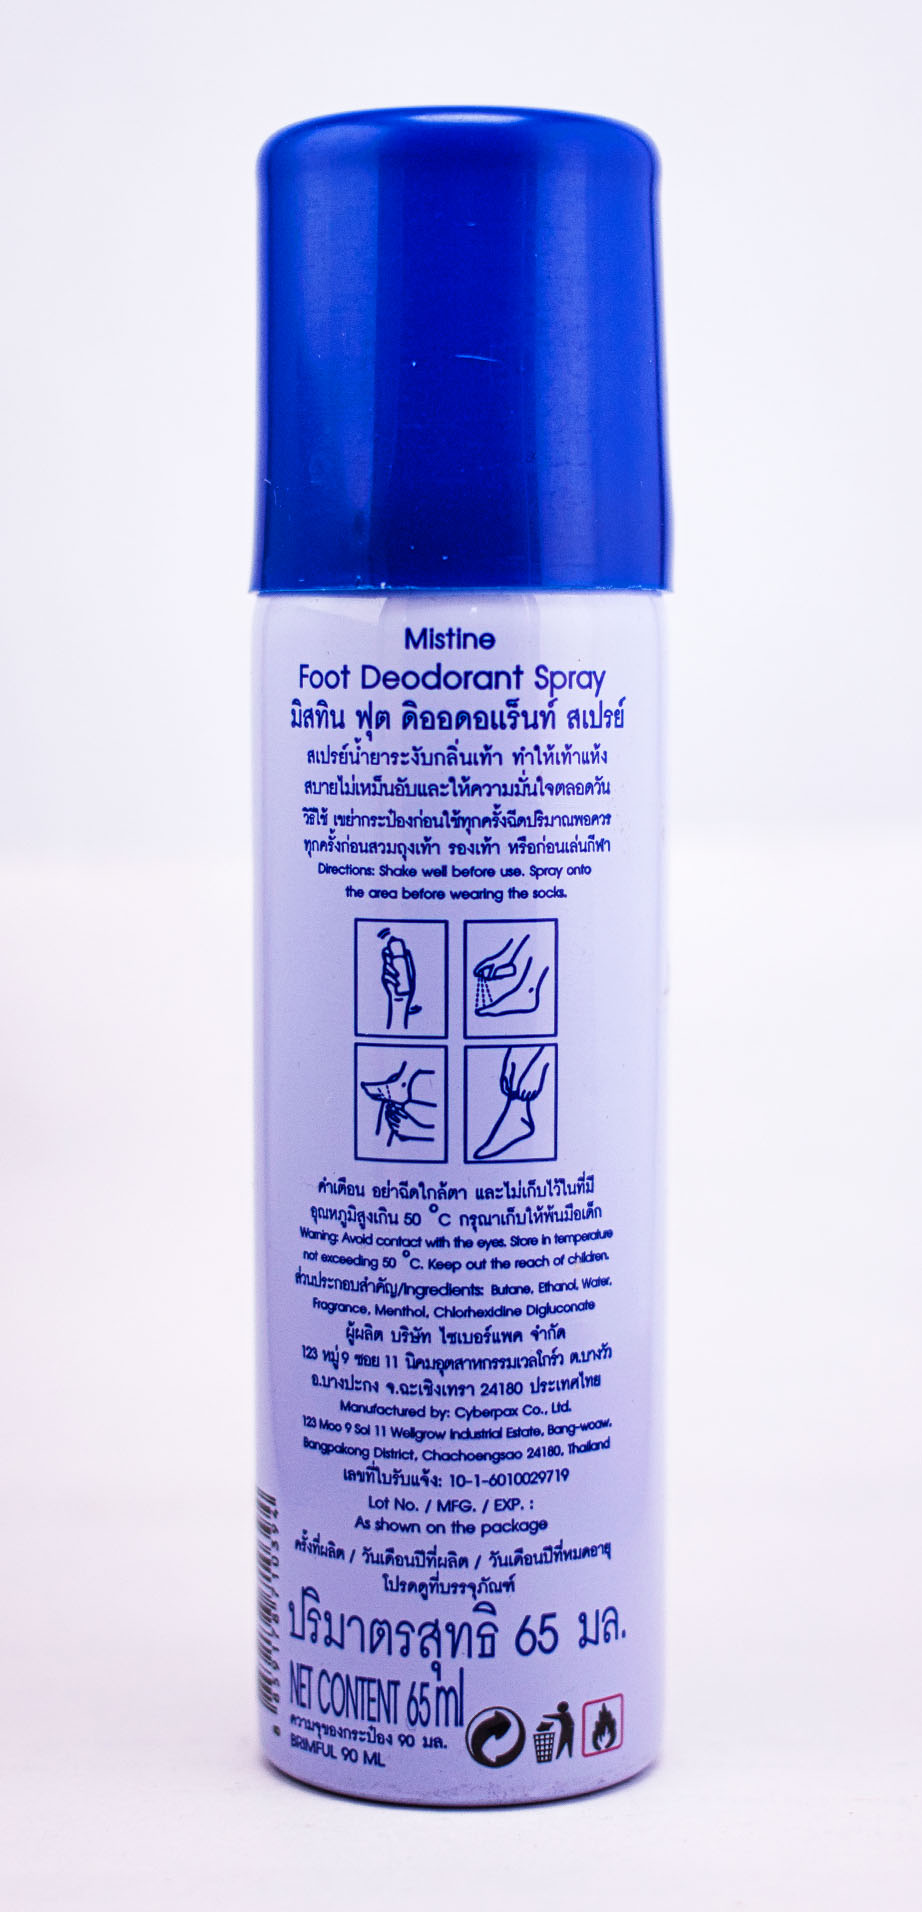 Mistine
Foot Deodorant Spray
มิสทิน ฟุต ดิออดอแร็นท์ สเปรย์
สเปรย์น้ำยาระงับกลิ่นเท้า ทำให้เท้าแห้ง
สบายไม่เหม็นอับและให้ความมั่นใจตลอดวัน
วิธีใช้ เขย่ากระป๋องก่อนใช้ทุกครั้งฉีดปริมาณพอควร
ทุกครั้งก่อนสวมถุงเท้า รองเท้า หรือก่อนเล่นกีฬา
Directions: Shake well before use. Spray onto
the area before wearing the socks.
คำเตือน อย่าฉีดใกล้ตา และไม่เก็บไว้ในที่มี
อุณหภูมิสูงเกิน 50 °C กรุณาเก็บให้พ้นมือเด็ก
Warning: Avoid contact with the eyes. Store in temperature
not exceeding 50 °C. Keep out the reach of children.
ส่วนประกอบสำคัญ/Ingredients: Butane, Ethanol, Water,
Fragrance, Menthol, Chlorhexidine Digluconate
ผู้ผลิต บริษัท ไซเบอร์แพค จำกัด
123 หมู่ 9 ซอย 11 นิคมอุตสาหกรรมเวลโกร์ว ต.บางวัว
อ.บางปะกง จ.ฉะเชิงเทรา 24180 ประเทศไทย
Manufactured by: Cyberpax Co., Ltd.
123 Moo 9 Soi 11 Wellgrow Industrial Estate, Bang-woaw,
Bangpakong District, Chachoengsao 24180, Thailand
เลขที่ใบรับแจ้ง: 10-1-6010029719
Lot No. / MFG. / EXP. :
As shown on the package
ครั้งที่ผลิต / วันเดือนปีที่ผลิต / วันเดือนปีที่หมดอายุ
โปรดดูที่บรรจุภัณฑ์
ปริมาตรสุทธิ 65 มล.
NET CONTENT 65 ml
ความจุของกระป๋อง 90 มล.
BRIMFUL 90 ML